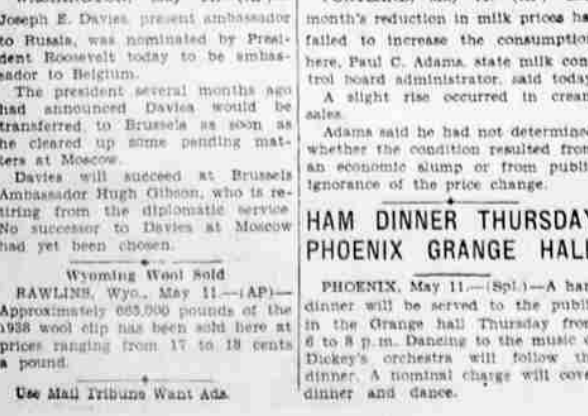 Joseph E. Davies, present ambassador
to Russia, was nominated by Presi-
dent Roosevelt today to be ambas-
sador to Belgium.
The president several months ago
had announced Davies would be
transferred to Brussels as soon as
he cleared up some pending mat-
ters at Moscow.
Davies will succeed at Brussels
Ambassador Hugh Gibson, who is re-
tiring from the diplomatic service.
No successor to Davies at Moscow
had yet been chosen.
Wyoming Wool Sold
RAWLINS, Wyo., May 11.—(AP)—
Approximately 665,000 pounds of the
1938 wool clip has been sold here at
prices ranging from 17 to 18 cents
a pound.
Use Mail Tribune Want Ads.
month's reduction in milk prices ha
failed to increase the consumption
here, Paul C. Adams, state milk con
trol board administrator, said today
A slight rise occurred in cream
sales.
Adams said he had not determine
whether the condition resulted from
an economic slump or from publi
ignorance of the price change.
HAM DINNER THURSDAY
PHOENIX GRANGE HALL
PHOENIX, May 11.—(Spl.)—A ham
dinner will be served to the publi
in the Grange hall Thursday from
6 to 8 p.m. Dancing to the music o
Dickey's orchestra will follow th
dinner. A nominal charge will cove
dinner and dance.